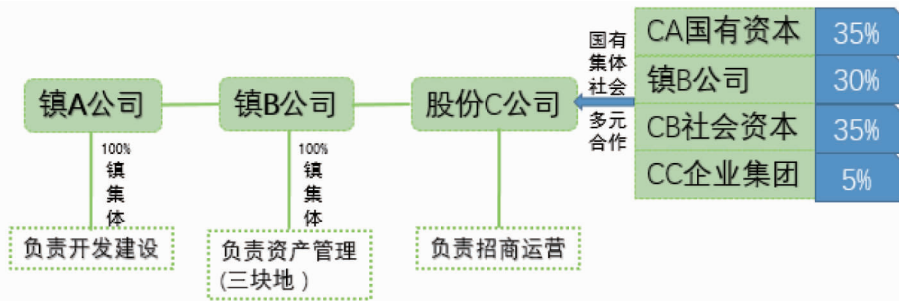 镇A公司
镇B公司
股份C公司
100%
镇
集
体
100%
镇
集
体
负责开发建设
负责资产管理
(三块地）
负责招商运营
国有
集体
社会
多元
合作
CA国有资本 35%
镇B公司 30%
CB社会资本 35%
CC企业集团 5%